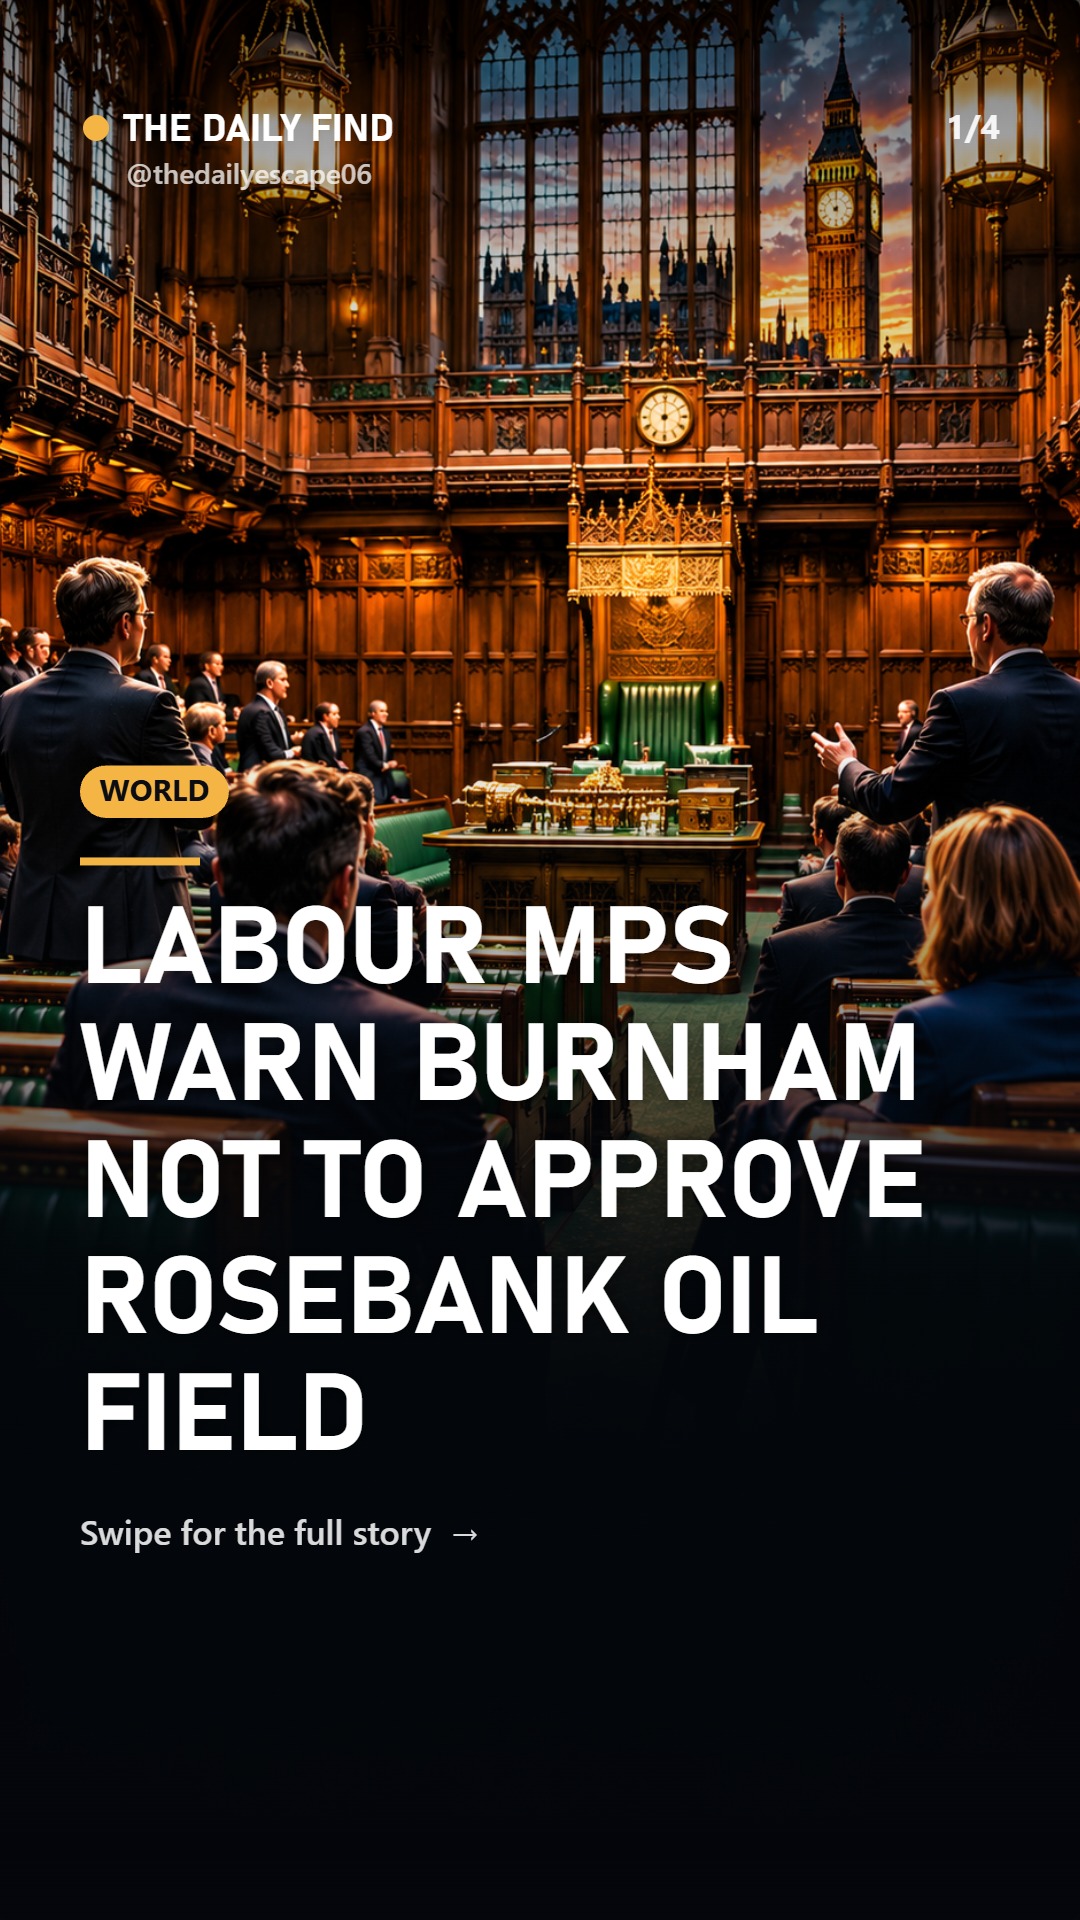 THE DAILY FIND
1/4
@thedailyescape06
WORLD
LABOUR MPS
WARN BURNHAM
NOT TO APPROVE
ROSEBANK OIL
FIELD
Swipe for the full story →